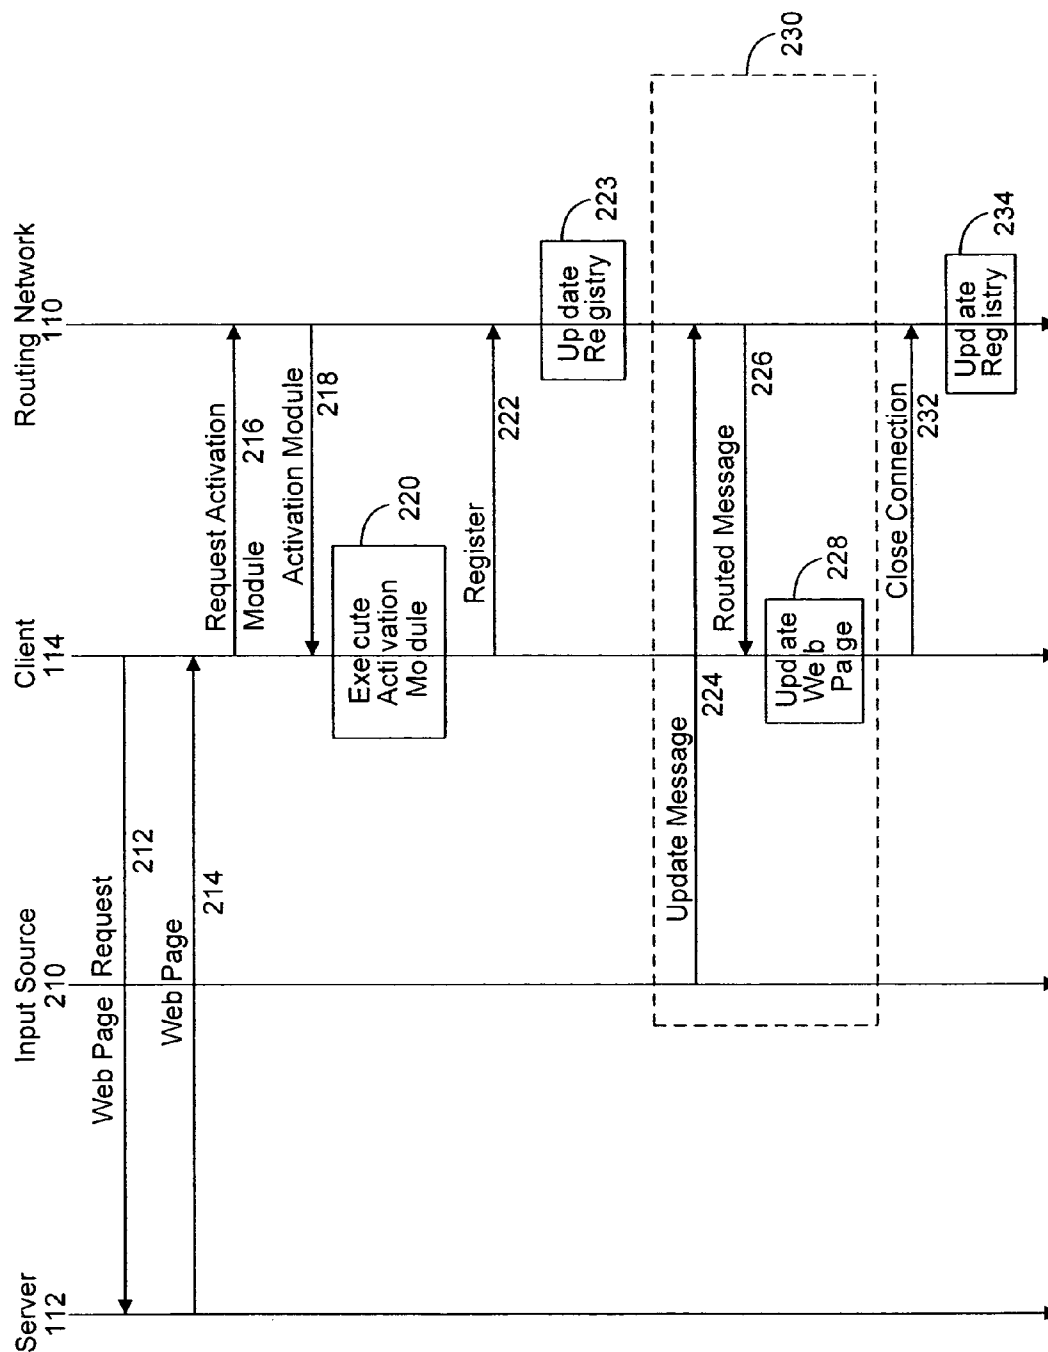 Server
112
Input Source
210
Client
114
Routing Network
110
Web Page Request
212
Web Page
214
Request Activation
Module
216
Activation Module
218
Execute
Activation
Module
220
Register
222
Update
Registry
223
Update Message
224
Routed Message
226
Update
Web
Page
228
230
Close Connection
232
Update
Registry
234